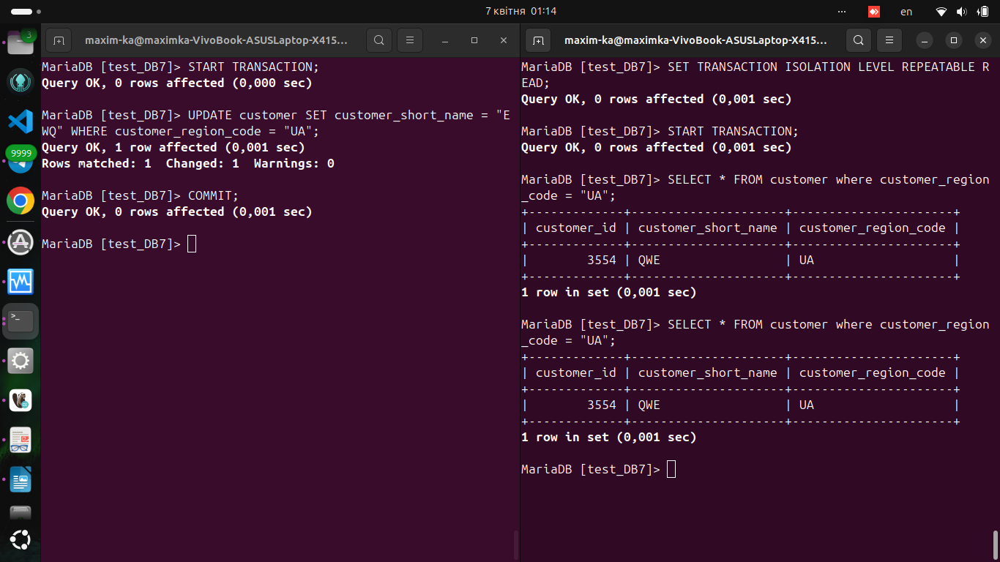 7 квітня 01:14
en
3
9999
maxim-ka@maximka-VivoBook-ASUSLaptop-X415...
MariaDB [test_DB7]> START TRANSACTION;
Query OK, 0 rows affected (0,000 sec)
MariaDB [test_DB7]> UPDATE customer SET customer_short_name = "E
WQ" WHERE customer_region_code = "UA";
Query OK, 1 row affected (0,001 sec)
Rows matched: 1  Changed: 1  Warnings: 0
MariaDB [test_DB7]> COMMIT;
Query OK, 0 rows affected (0,001 sec)
MariaDB [test_DB7]>
maxim-ka@maximka-VivoBook-ASUSLaptop-X415...
MariaDB [test_DB7]> SET TRANSACTION ISOLATION LEVEL REPEATABLE R
EAD;
Query OK, 0 rows affected (0,001 sec)
MariaDB [test_DB7]> START TRANSACTION;
Query OK, 0 rows affected (0,001 sec)
MariaDB [test_DB7]> SELECT * FROM customer where customer_region
_code = "UA";
+-------------+---------------------+----------------------+
| customer_id | customer_short_name | customer_region_code |
+-------------+---------------------+----------------------+
|        3554 | QWE                 | UA                   |
+-------------+---------------------+----------------------+
1 row in set (0,001 sec)
MariaDB [test_DB7]> SELECT * FROM customer where customer_region
_code = "UA";
+-------------+---------------------+----------------------+
| customer_id | customer_short_name | customer_region_code |
+-------------+---------------------+----------------------+
|        3554 | QWE                 | UA                   |
+-------------+---------------------+----------------------+
1 row in set (0,001 sec)
MariaDB [test_DB7]>